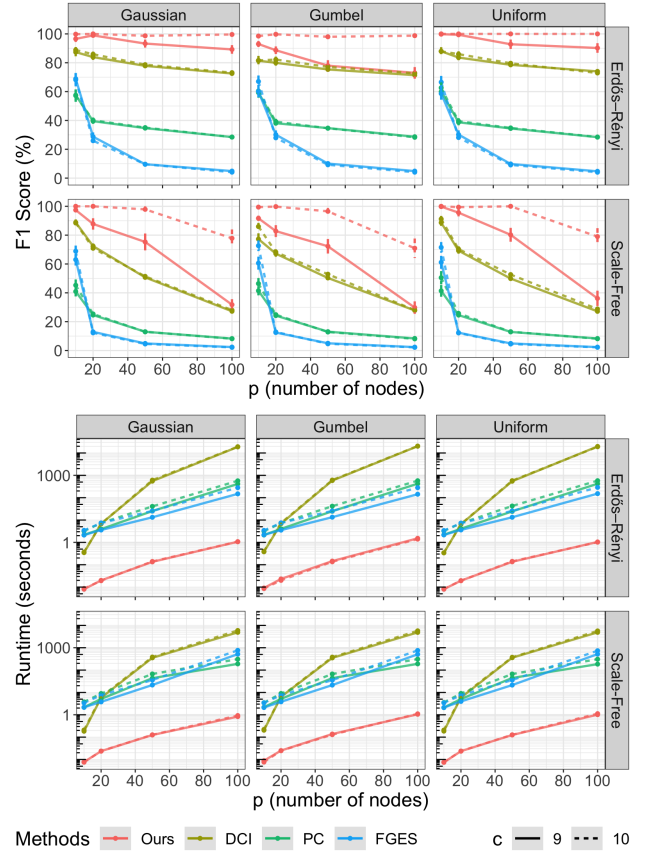 Gaussian Gumbel Uniform
100
80
60
40
20
0
Erdős–Rényi
100
80
60
40
20
0
Scale-Free
F1 Score (%)
20 40 60 80 100 20 40 60 80 100 20 40 60 80 100
p (number of nodes)
Gaussian Gumbel Uniform
1000
1
Erdős–Rényi
1000
1
Scale-Free
Runtime (seconds)
0 20 40 60 80 100 0 20 40 60 80 100 0 20 40 60 80 100
p (number of nodes)
Methods Ours DCI PC FGES c 9 10